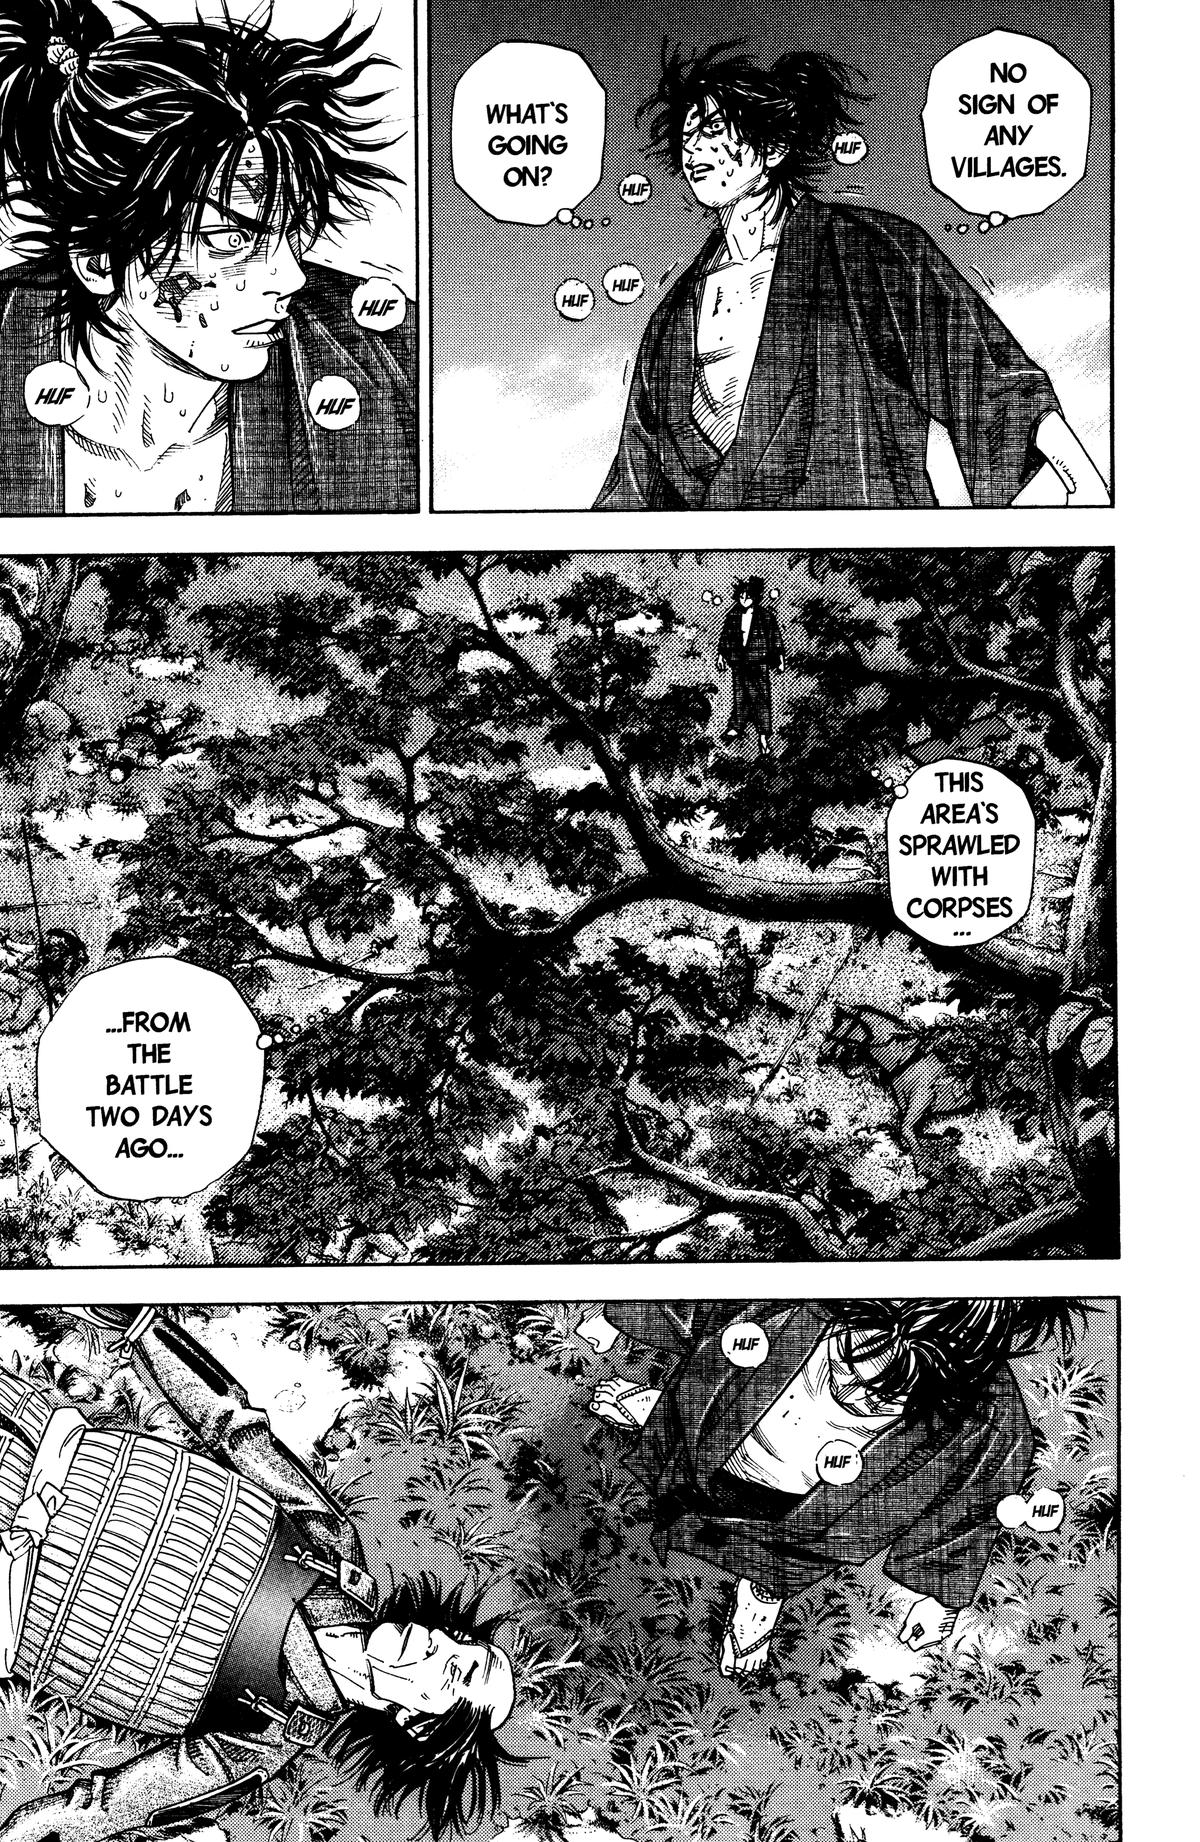 NO
SIGN OF
ANY
VILLAGES.
HUF
WHAT'S
GOING
ON?
HUF
HUF
HUF
HUF
HUF
HUF
THIS
AREA'S
SPRAWLED
WITH
CORPSES
...
...FROM
THE
BATTLE
TWO DAYS
AGO...
HUF
HUF
HUF